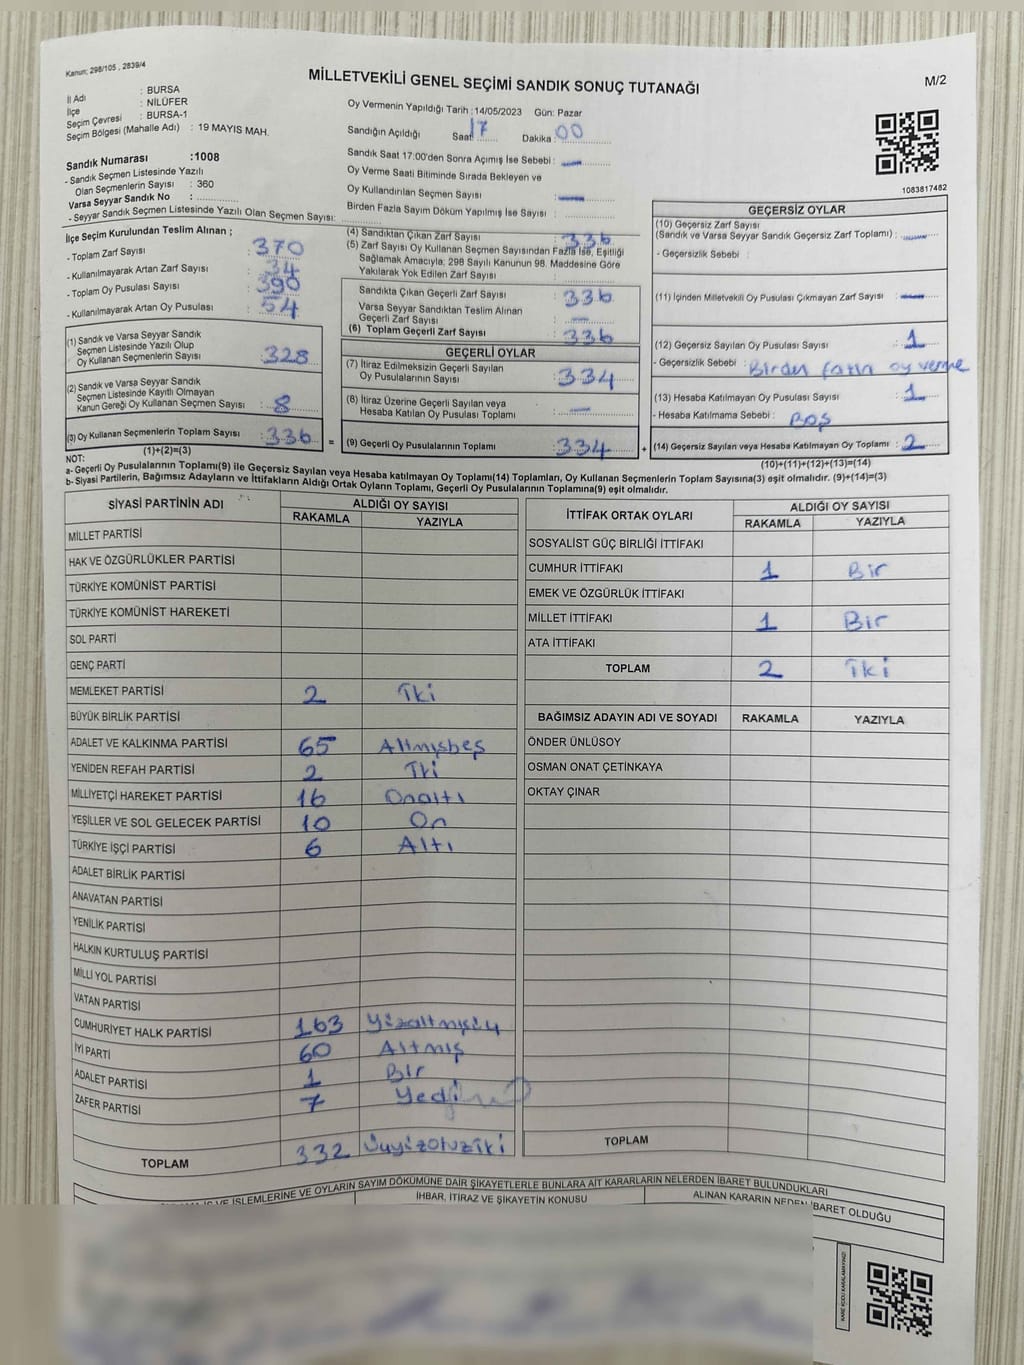 Kanun; 298/105 , 2839/4
MİLLETVEKİLİ GENEL SEÇİMİ SANDIK SONUÇ TUTANAĞI
M/2
İl Adı : BURSA
İlçe : NİLÜFER
Seçim Çevresi : BURSA-1
Seçim Bölgesi (Mahalle Adı) : 19 MAYIS MAH.
Sandık Numarası :1008
- Sandık Seçmen Listesinde Yazılı
Olan Seçmenlerin Sayısı : 360
Varsa Seyyar Sandık No :
- Seyyar Sandık Seçmen Listesinde Yazılı Olan Seçmen Sayısı:
Oy Vermenin Yapıldığı Tarih :14/05/2023 Gün: Pazar
Sandığın Açıldığı Saat 17 Dakika : 00
Sandık Saat 17:00'den Sonra Açımış İse Sebebi : —
Oy Verme Saati Bitiminde Sırada Bekleyen ve
Oy Kullandırılan Seçmen Sayısı : —
Birden Fazla Sayım Döküm Yapılmış İse Sayısı :
1083817482
İlçe Seçim Kurulundan Teslim Alınan ;
- Toplam Zarf Sayısı : 370
- Kullanılmayarak Artan Zarf Sayısı : 34
- Toplam Oy Pusulası Sayısı : 390
- Kullanılmayarak Artan Oy Pusulası : 54
(1) Sandık ve Varsa Seyyar Sandık
Seçmen Listesinde Yazılı Olup
Oy Kullanan Seçmenlerin Sayısı : 328
(2) Sandık ve Varsa Seyyar Sandık
Seçmen Listesinde Kayıtlı Olmayan
Kanun Gereği Oy Kullanan Seçmen Sayısı : 8
(3) Oy Kullanan Seçmenlerin Toplam Sayısı : 336
(1)+(2)=(3)
(4) Sandıktan Çıkan Zarf Sayısı : 336
(5) Zarf Sayısı Oy Kullanan Seçmen Sayısından Fazla İse, Eşitliği
Sağlamak Amacıyla, 298 Sayılı Kanunun 98. Maddesine Göre
Yakılarak Yok Edilen Zarf Sayısı :
Sandıkta Çıkan Geçerli Zarf Sayısı : 336
Varsa Seyyar Sandıktan Teslim Alınan
Geçerli Zarf Sayısı : —
(6) Toplam Geçerli Zarf Sayısı : 336
GEÇERLİ OYLAR
(7) İtiraz Edilmeksizin Geçerli Sayılan
Oy Pusulalarının Sayısı : 334
(8) İtiraz Üzerine Geçerli Sayılan veya
Hesaba Katılan Oy Pusulası Toplamı : —
= (9) Geçerli Oy Pusulalarının Toplamı : 334 +
GEÇERSİZ OYLAR
(10) Geçersiz Zarf Sayısı
(Sandık ve Varsa Seyyar Sandık Geçersiz Zarf Toplamı) : —
- Geçersizlik Sebebi :
(11) İçinden Milletvekili Oy Pusulası Çıkmayan Zarf Sayısı : —
(12) Geçersiz Sayılan Oy Pusulası Sayısı : 1
- Geçersizlik Sebebi : Birden fazla oy verme
(13) Hesaba Katılmayan Oy Pusulası Sayısı : 1
- Hesaba Katılmama Sebebi : Boş
(14) Geçersiz Sayılan veya Hesaba Katılmayan Oy Toplamı : 2
(10)+(11)+(12)+(13)=(14)
NOT:
a- Geçerli Oy Pusulalarının Toplamı(9) ile Geçersiz Sayılan veya Hesaba katılmayan Oy Toplamı(14) Toplamları, Oy Kullanan Seçmenlerin Toplam Sayısına(3) eşit olmalıdır. (9)+(14)=(3)
b- Siyasi Partilerin, Bağımsız Adayların ve İttifakların Aldığı Ortak Oyların Toplamı, Geçerli Oy Pusulalarının Toplamına(9) eşit olmalıdır.
SİYASİ PARTİNİN ADI
ALDIĞI OY SAYISI
RAKAMLA YAZIYLA
MİLLET PARTİSİ
HAK VE ÖZGÜRLÜKLER PARTİSİ
TÜRKİYE KOMÜNİST PARTİSİ
TÜRKİYE KOMÜNİST HAREKETİ
SOL PARTİ
GENÇ PARTİ
MEMLEKET PARTİSİ 2 İki
BÜYÜK BİRLİK PARTİSİ
ADALET VE KALKINMA PARTİSİ 65 Altmışbeş
YENİDEN REFAH PARTİSİ 2 İki
MİLLİYETÇİ HAREKET PARTİSİ 16 Onaltı
YEŞİLLER VE SOL GELECEK PARTİSİ 10 On
TÜRKİYE İŞÇİ PARTİSİ 6 Altı
ADALET BİRLİK PARTİSİ
ANAVATAN PARTİSİ
YENİLİK PARTİSİ
HALKIN KURTULUŞ PARTİSİ
MİLLİ YOL PARTİSİ
VATAN PARTİSİ
CUMHURİYET HALK PARTİSİ 163 Yüzaltmışüç
İYİ PARTİ 60 Altmış
ADALET PARTİSİ 1 Bir
ZAFER PARTİSİ 7 Yedi
TOPLAM 332 Üçyüzotuziki
İTTİFAK ORTAK OYLARI
ALDIĞI OY SAYISI
RAKAMLA YAZIYLA
SOSYALİST GÜÇ BİRLİĞİ İTTİFAKI
CUMHUR İTTİFAKI 1 Bir
EMEK VE ÖZGÜRLÜK İTTİFAKI
MİLLET İTTİFAKI 1 Bir
ATA İTTİFAKI
TOPLAM 2 İki
BAĞIMSIZ ADAYIN ADI VE SOYADI RAKAMLA YAZIYLA
ÖNDER ÜNLÜSOY
OSMAN ONAT ÇETİNKAYA
OKTAY ÇINAR
TOPLAM
İŞLEMLERİNE VE OYLARIN SAYIM DÖKÜMÜNE DAİR ŞİKAYETLERLE BUNLARA AİT KARARLARIN NELERDEN İBARET BULUNDUKLARI
İHBAR, İTİRAZ VE ŞİKAYETİN KONUSU
ALINAN KARARIN NEDEN İBARET OLDUĞU
KARE KODU KARALAMAYINIZ!